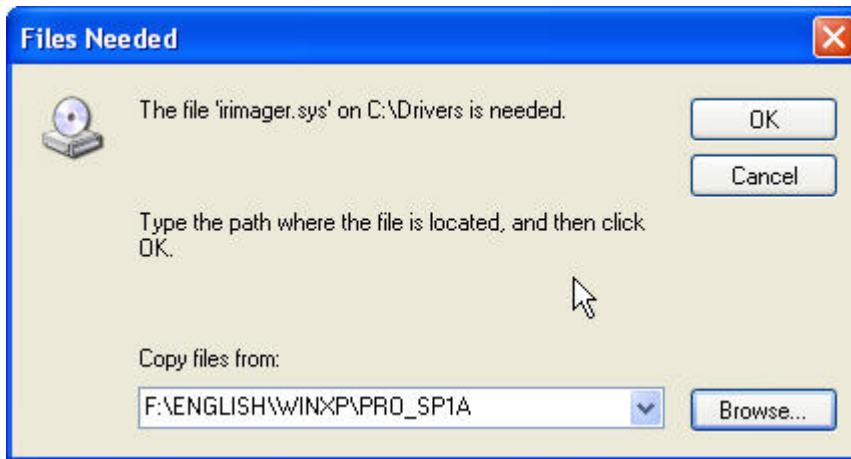 Files Needed
The file 'irimager.sys' on C:\Drivers is needed.
OK
Cancel
Type the path where the file is located, and then click
OK.
Copy files from:
F:\ENGLISH\WINXP\PRO_SP1A
Browse...